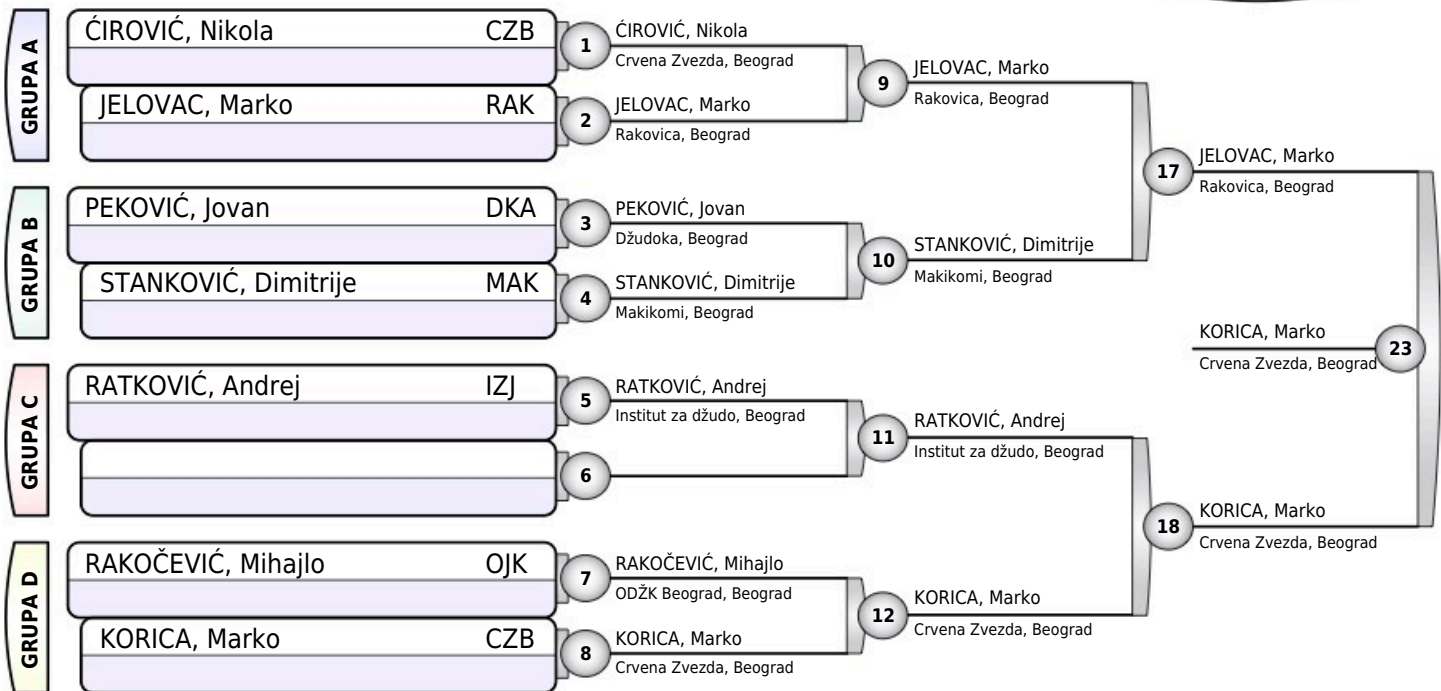 GRUPA A
ĆIROVIĆ, Nikola CZB
JELOVAC, Marko RAK
1
ĆIROVIĆ, Nikola
Crvena Zvezda, Beograd
2
JELOVAC, Marko
Rakovica, Beograd
9
JELOVAC, Marko
Rakovica, Beograd
GRUPA B
PEKOVIĆ, Jovan DKA
STANKOVIĆ, Dimitrije MAK
3
PEKOVIĆ, Jovan
Džudoka, Beograd
4
STANKOVIĆ, Dimitrije
Makikomi, Beograd
10
STANKOVIĆ, Dimitrije
Makikomi, Beograd
17
JELOVAC, Marko
Rakovica, Beograd
GRUPA C
RATKOVIĆ, Andrej IZJ
5
RATKOVIĆ, Andrej
Institut za džudo, Beograd
6
11
RATKOVIĆ, Andrej
Institut za džudo, Beograd
GRUPA D
RAKOČEVIĆ, Mihajlo OJK
KORICA, Marko CZB
7
RAKOČEVIĆ, Mihajlo
ODŽK Beograd, Beograd
8
KORICA, Marko
Crvena Zvezda, Beograd
12
KORICA, Marko
Crvena Zvezda, Beograd
18
KORICA, Marko
Crvena Zvezda, Beograd
KORICA, Marko
Crvena Zvezda, Beograd
23